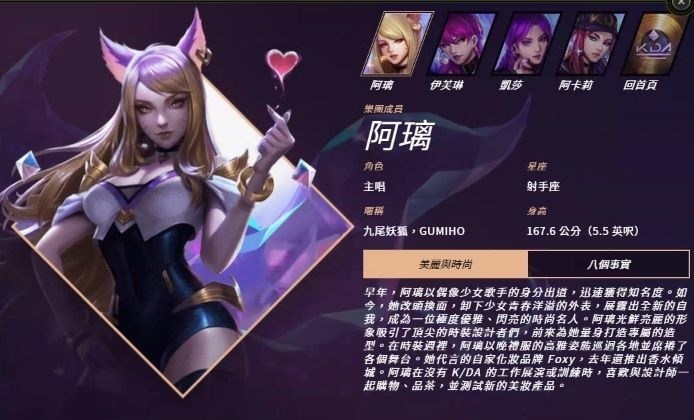 阿璃 伊芙琳 凱莎 阿卡莉 回首頁
K/DA
樂團成員
阿璃
角色 星座
主唱 射手座
暱稱 身高
九尾妖狐，GUMIHO 167.6 公分（5.5 英呎）
美麗與時尚 八個事實
早年，阿璃以偶像少女歌手的身分出道，迅速獲得知名度。如
今，她改頭換面，卸下少女青春洋溢的外表，展露出全新的自
我，成為一位極度優雅、閃亮的時尚名人。阿璃光鮮亮麗的形
象吸引了頂尖的時裝設計者們，前來為她量身打造專屬的造
型。在時裝週裡，阿璃以晚禮服的高雅姿態巡迴各地並席捲了
各個舞台。她代言的自家化妝品牌 Foxy，去年還推出香水傾
城。阿璃在沒有 K/DA 的工作展演或訓練時，喜歡與設計師一
起購物、品茶，並測試新的美妝產品。